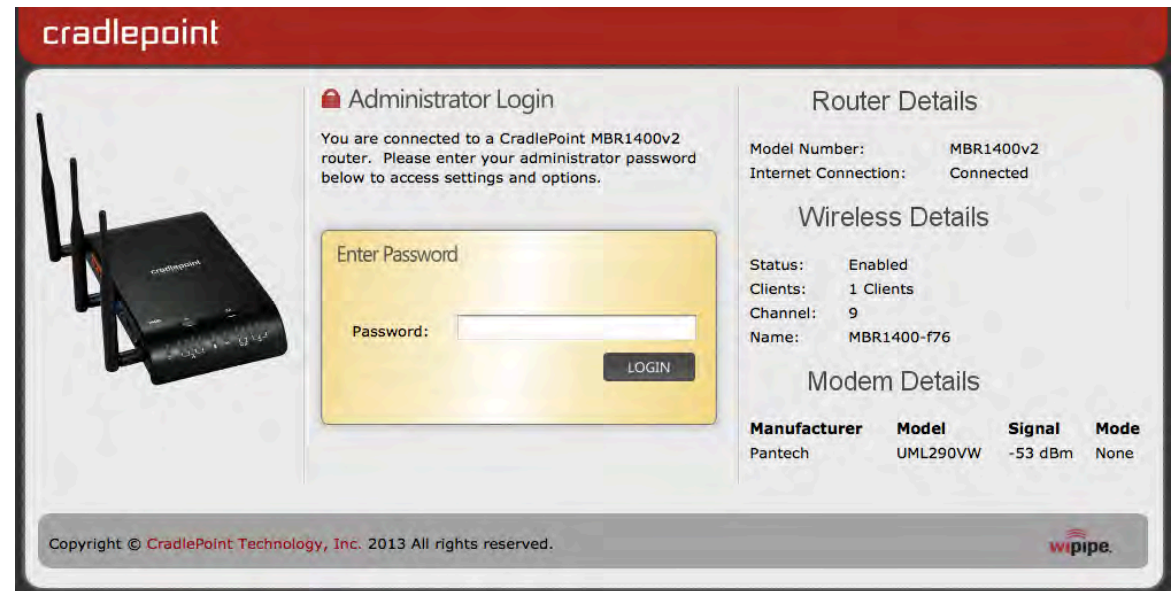 cradlepoint
Administrator Login
You are connected to a CradlePoint MBR1400v2
router. Please enter your administrator password
below to access settings and options.
Enter Password
Password:
LOGIN
cradlepoint
Router Details
Model Number: MBR1400v2
Internet Connection: Connected
Wireless Details
Status: Enabled
Clients: 1 Clients
Channel: 9
Name: MBR1400-f76
Modem Details
Manufacturer Model Signal Mode
Pantech UML290VW -53 dBm None
Copyright © CradlePoint Technology, Inc. 2013 All rights reserved.
wipipe.